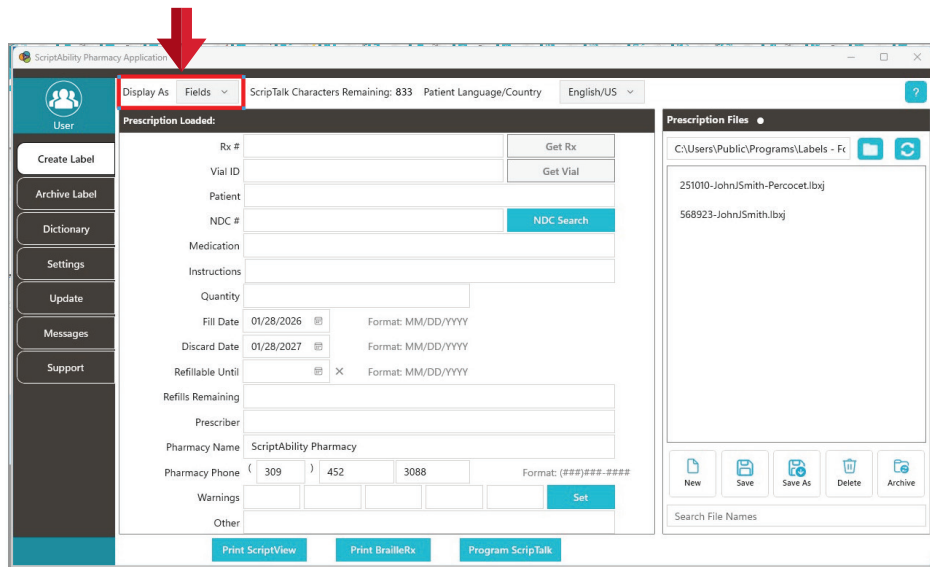 ScriptAbility Pharmacy Application
Display As Fields ScripTalk Characters Remaining: 833 Patient Language/Country English/US ?
User
Create Label
Archive Label
Dictionary
Settings
Update
Messages
Support
Prescription Loaded:
Rx # Get Rx
Vial ID Get Vial
Patient
NDC # NDC Search
Medication
Instructions
Quantity
Fill Date 01/28/2026 Format: MM/DD/YYYY
Discard Date 01/28/2027 Format: MM/DD/YYYY
Refillable Until Format: MM/DD/YYYY
Refills Remaining
Prescriber
Pharmacy Name ScriptAbility Pharmacy
Pharmacy Phone ( 309 ) 452 3088 Format: (###)###-####
Warnings Set
Other
Print ScriptView Print BrailleRx Program ScripTalk
Prescription Files
C:\Users\Public\Programs\Labels - Fo
251010-JohnJSmith-Percocet.lbxj
568923-JohnJSmith.lbxj
New Save Save As Delete Archive
Search File Names